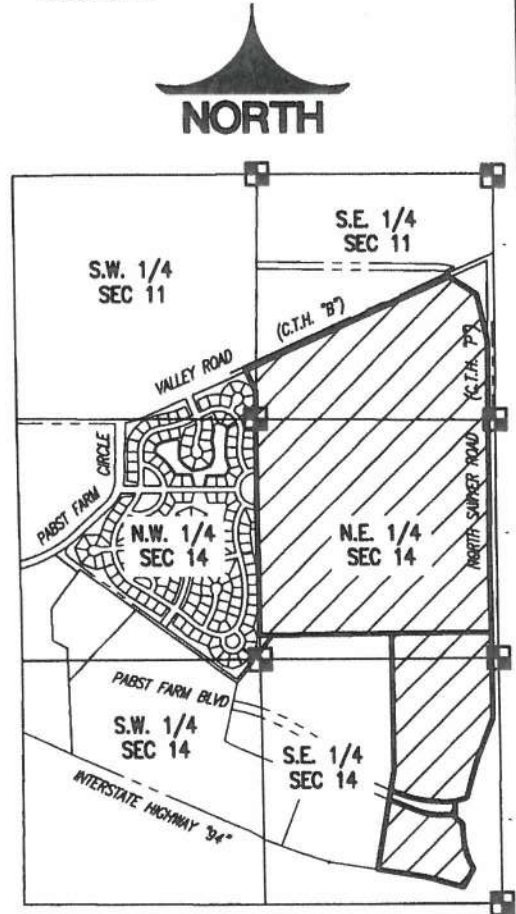 NORTH
S.E. 1/4
SEC 11
S.W. 1/4
SEC 11
(C.T.H. "B")
VALLEY ROAD
(C.T.H. "P")
PABST FARM
CIRCLE
NORTH SAWYER ROAD
N.W. 1/4
SEC 14
N.E. 1/4
SEC 14
PABST FARM BLVD
S.W. 1/4
SEC 14
S.E. 1/4
SEC 14
INTERSTATE HIGHWAY "94"